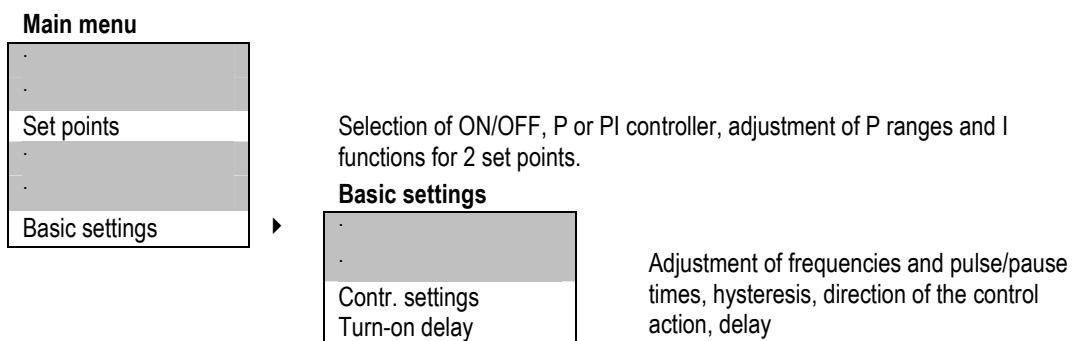 Main menu
.
.
Set points
Selection of ON/OFF, P or PI controller, adjustment of P ranges and I
functions for 2 set points.
.
.
Basic settings
Basic settings
.
.
Contr. settings
Turn-on delay
Adjustment of frequencies and pulse/pause
times, hysteresis, direction of the control
action, delay